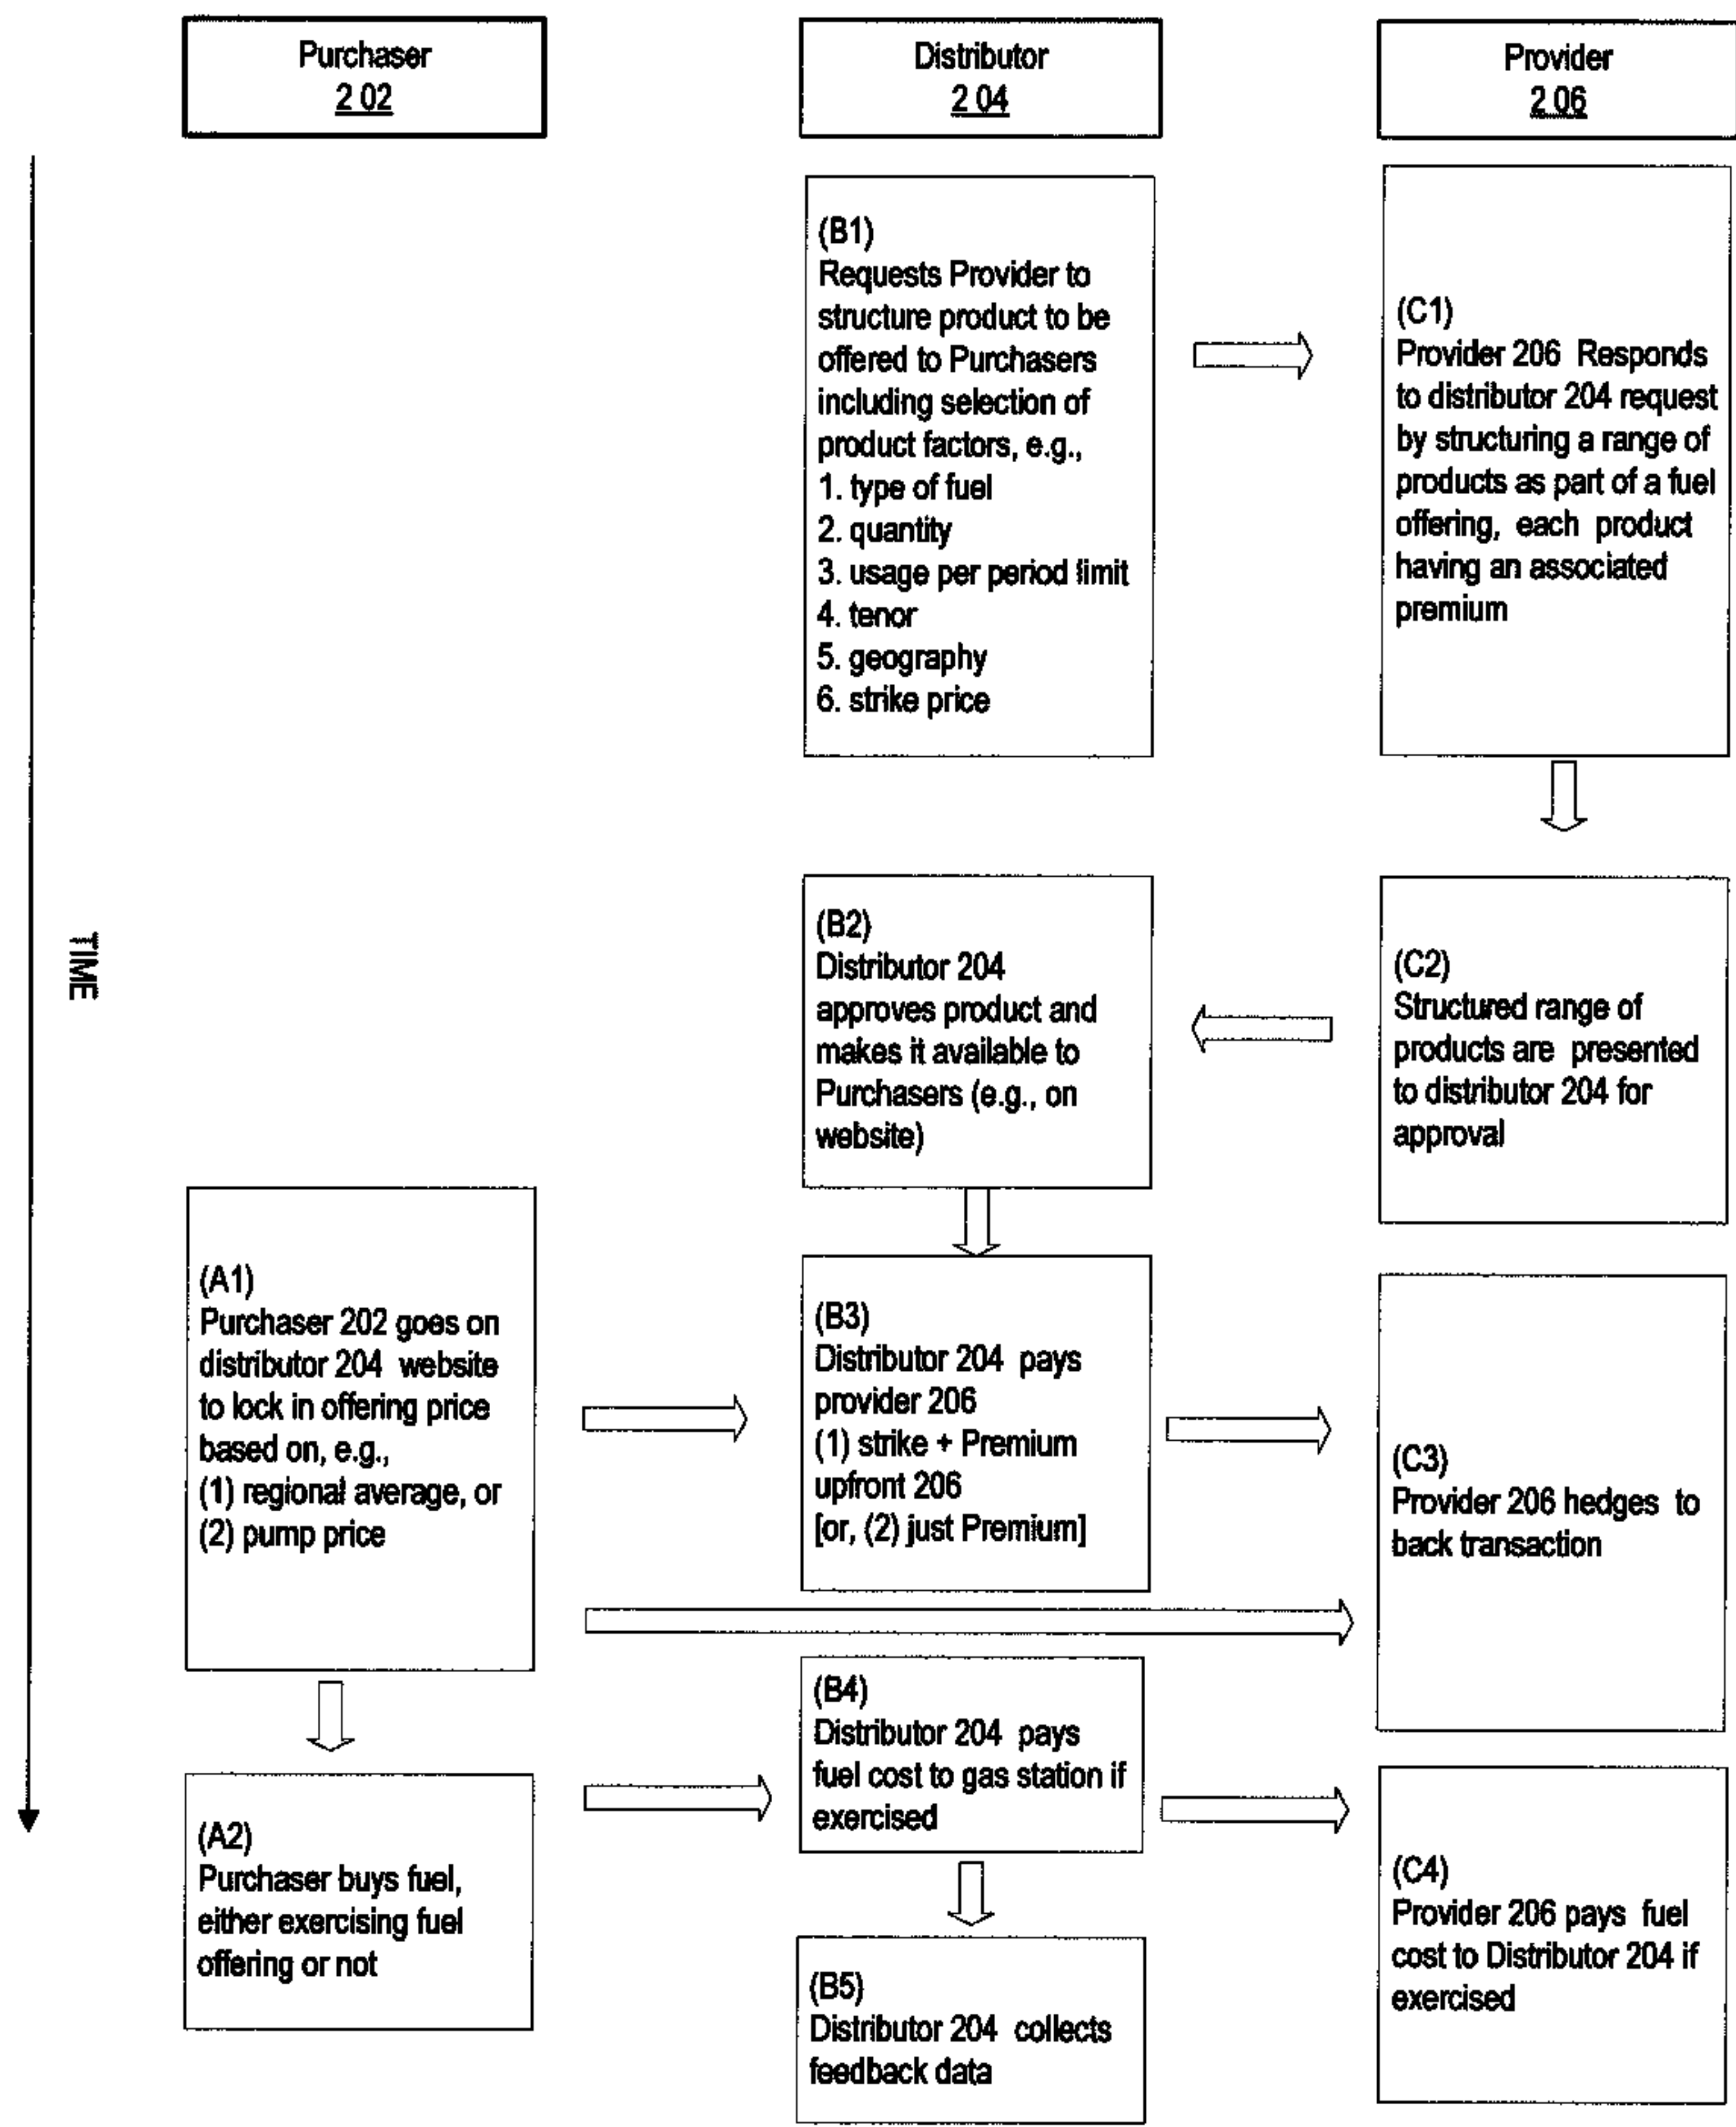 Purchaser
202
Distributor
204
Provider
206
TIME
(B1)
Requests Provider to
structure product to be
offered to Purchasers
including selection of
product factors, e.g.,
1. type of fuel
2. quantity
3. usage per period limit
4. tenor
5. geography
6. strike price
(C1)
Provider 206 Responds
to distributor 204 request
by structuring a range of
products as part of a fuel
offering, each product
having an associated
premium
(B2)
Distributor 204
approves product and
makes it available to
Purchasers (e.g., on
website)
(C2)
Structured range of
products are presented
to distributor 204 for
approval
(A1)
Purchaser 202 goes on
distributor 204 website
to lock in offering price
based on, e.g.,
(1) regional average, or
(2) pump price
(B3)
Distributor 204 pays
provider 206
(1) strike + Premium
upfront 206
[or, (2) just Premium]
(C3)
Provider 206 hedges to
back transaction
(B4)
Distributor 204 pays
fuel cost to gas station if
exercised
(A2)
Purchaser buys fuel,
either exercising fuel
offering or not
(C4)
Provider 206 pays fuel
cost to Distributor 204 if
exercised
(B5)
Distributor 204 collects
feedback data